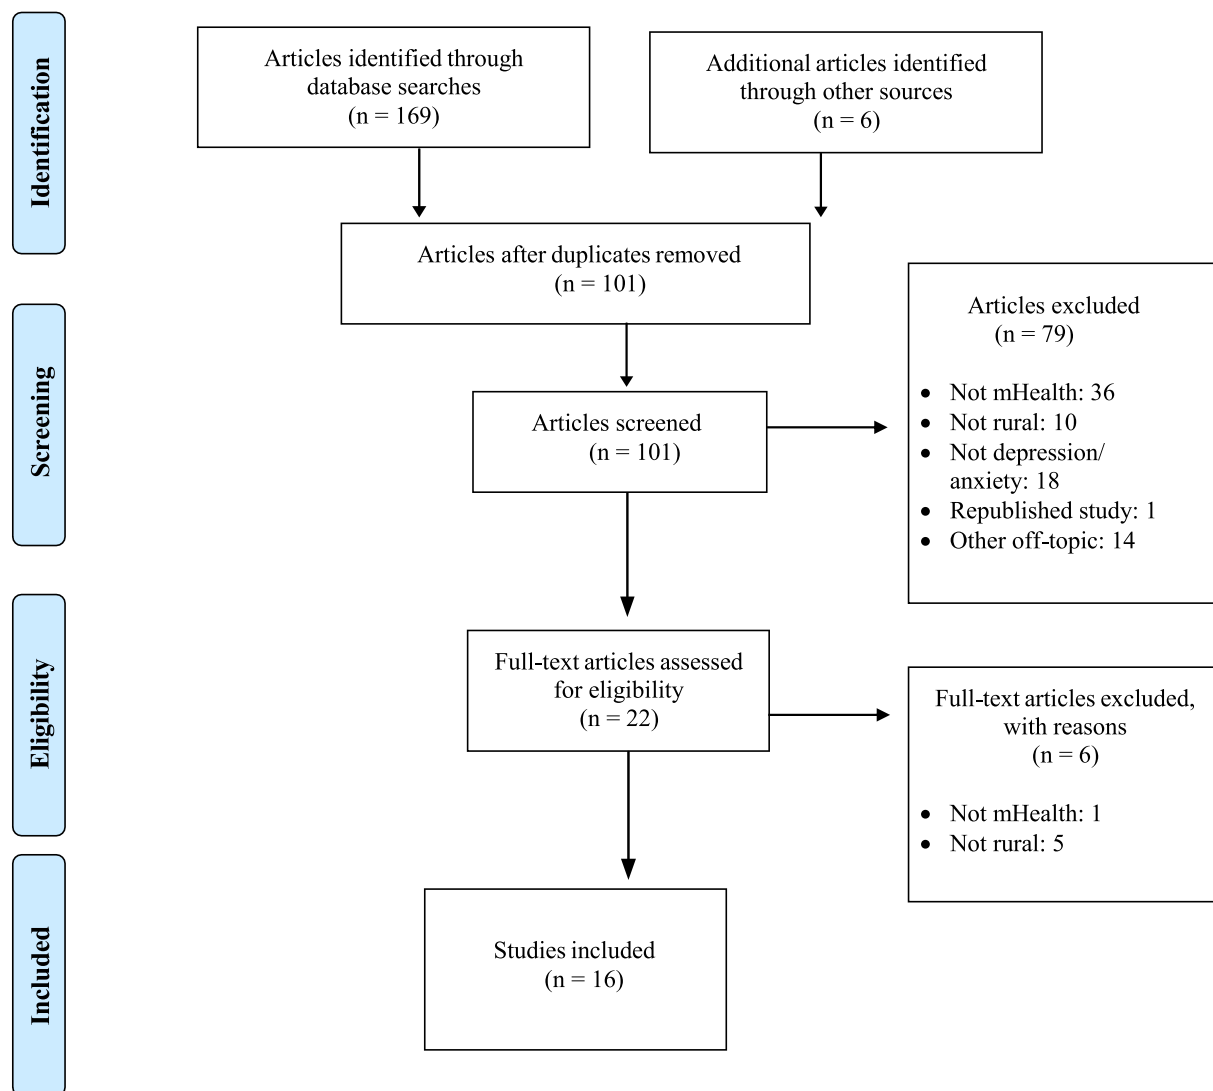 Identification
Articles identified through
database searches
(n = 169)
Additional articles identified
through other sources
(n = 6)
Articles after duplicates removed
(n = 101)
Screening
Articles screened
(n = 101)
Articles excluded
(n = 79)
• Not mHealth: 36
• Not rural: 10
• Not depression/
anxiety: 18
• Republished study: 1
• Other off-topic: 14
Eligibility
Full-text articles assessed
for eligibility
(n = 22)
Full-text articles excluded,
with reasons
(n = 6)
• Not mHealth: 1
• Not rural: 5
Included
Studies included
(n = 16)